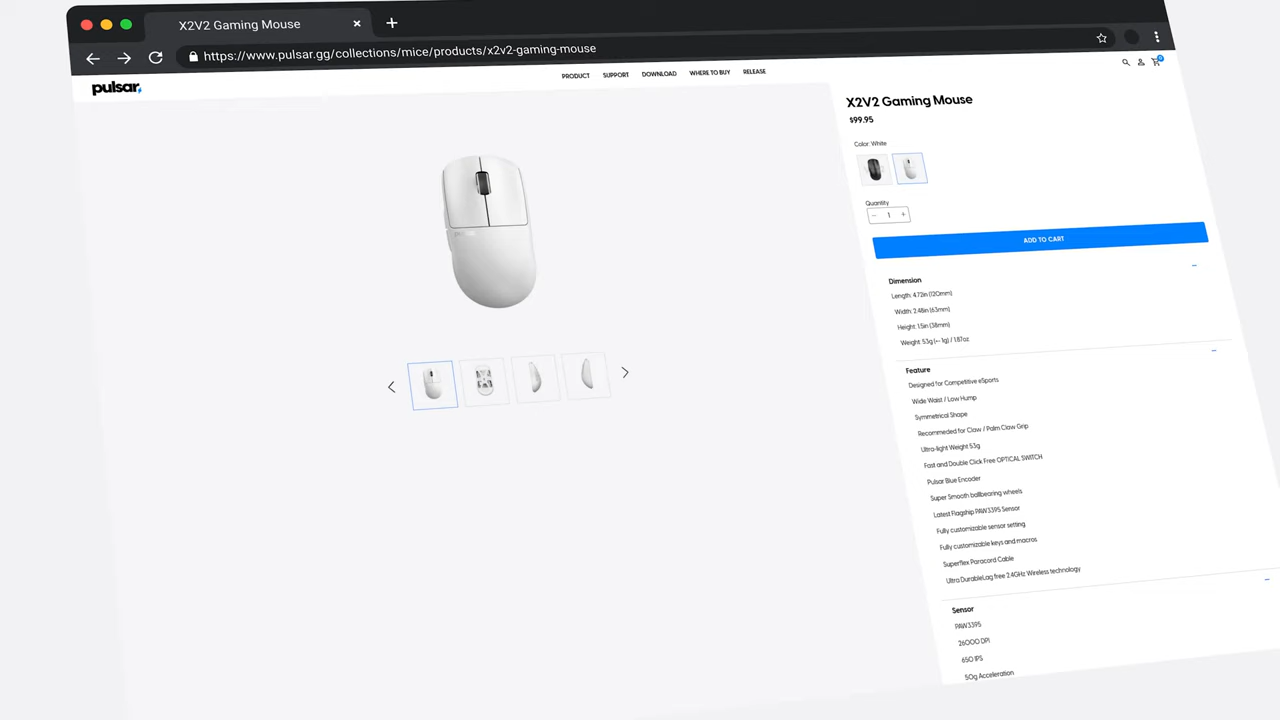 X2V2 Gaming Mouse
https://www.pulsar.gg/collections/mice/products/x2v2-gaming-mouse
pulsar
PRODUCT SUPPORT DOWNLOAD WHERE TO BUY RELEASE
X2V2 Gaming Mouse
$99.95
Color: White
Quantity
− 1 +
ADD TO CART
Dimension
Length: 4.72in (120mm)
Width: 2.48in (63mm)
Height: 1.5in (38mm)
Weight: 53g (+- 1g) / 1.87oz
Feature
Designed for Competitive eSports
Wide Waist / Low Hump
Symmetrical Shape
Recommeded for Claw / Palm Claw Grip
Ultra-light Weight 53g
Fast and Double Click Free OPTICAL SWITCH
Pulsar Blue Encoder
Super Smooth ballbearing wheels
Latest Flagship PAW3395 Sensor
Fully customizable sensor setting
Fully customizable keys and macros
Superflex Paracord Cable
Ultra DurableLag free 2.4GHz Wireless technology
Sensor
PAW3395
26000 DPI
650 IPS
50g Acceleration